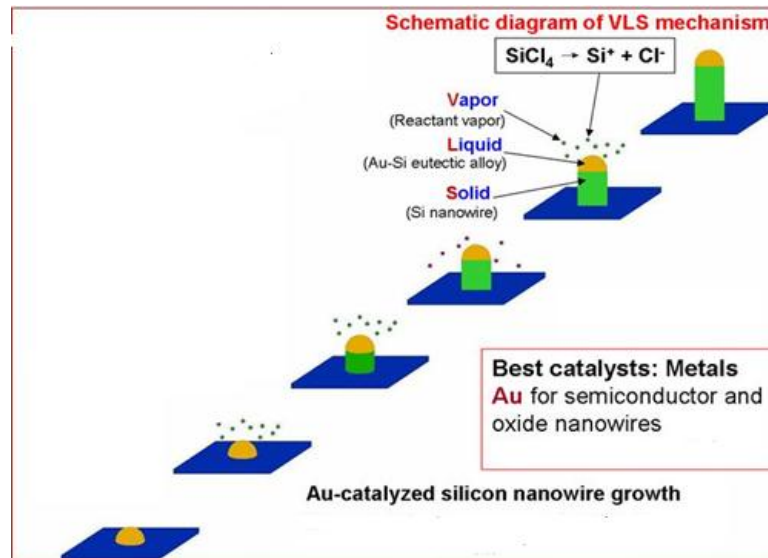 Schematic diagram of VLS mechanism
SiCl₄ → Si⁺ + Cl⁻
Vapor
(Reactant vapor)
Liquid
(Au-Si eutectic alloy)
Solid
(Si nanowire)
Best catalysts: Metals
Au for semiconductor and
oxide nanowires
Au-catalyzed silicon nanowire growth